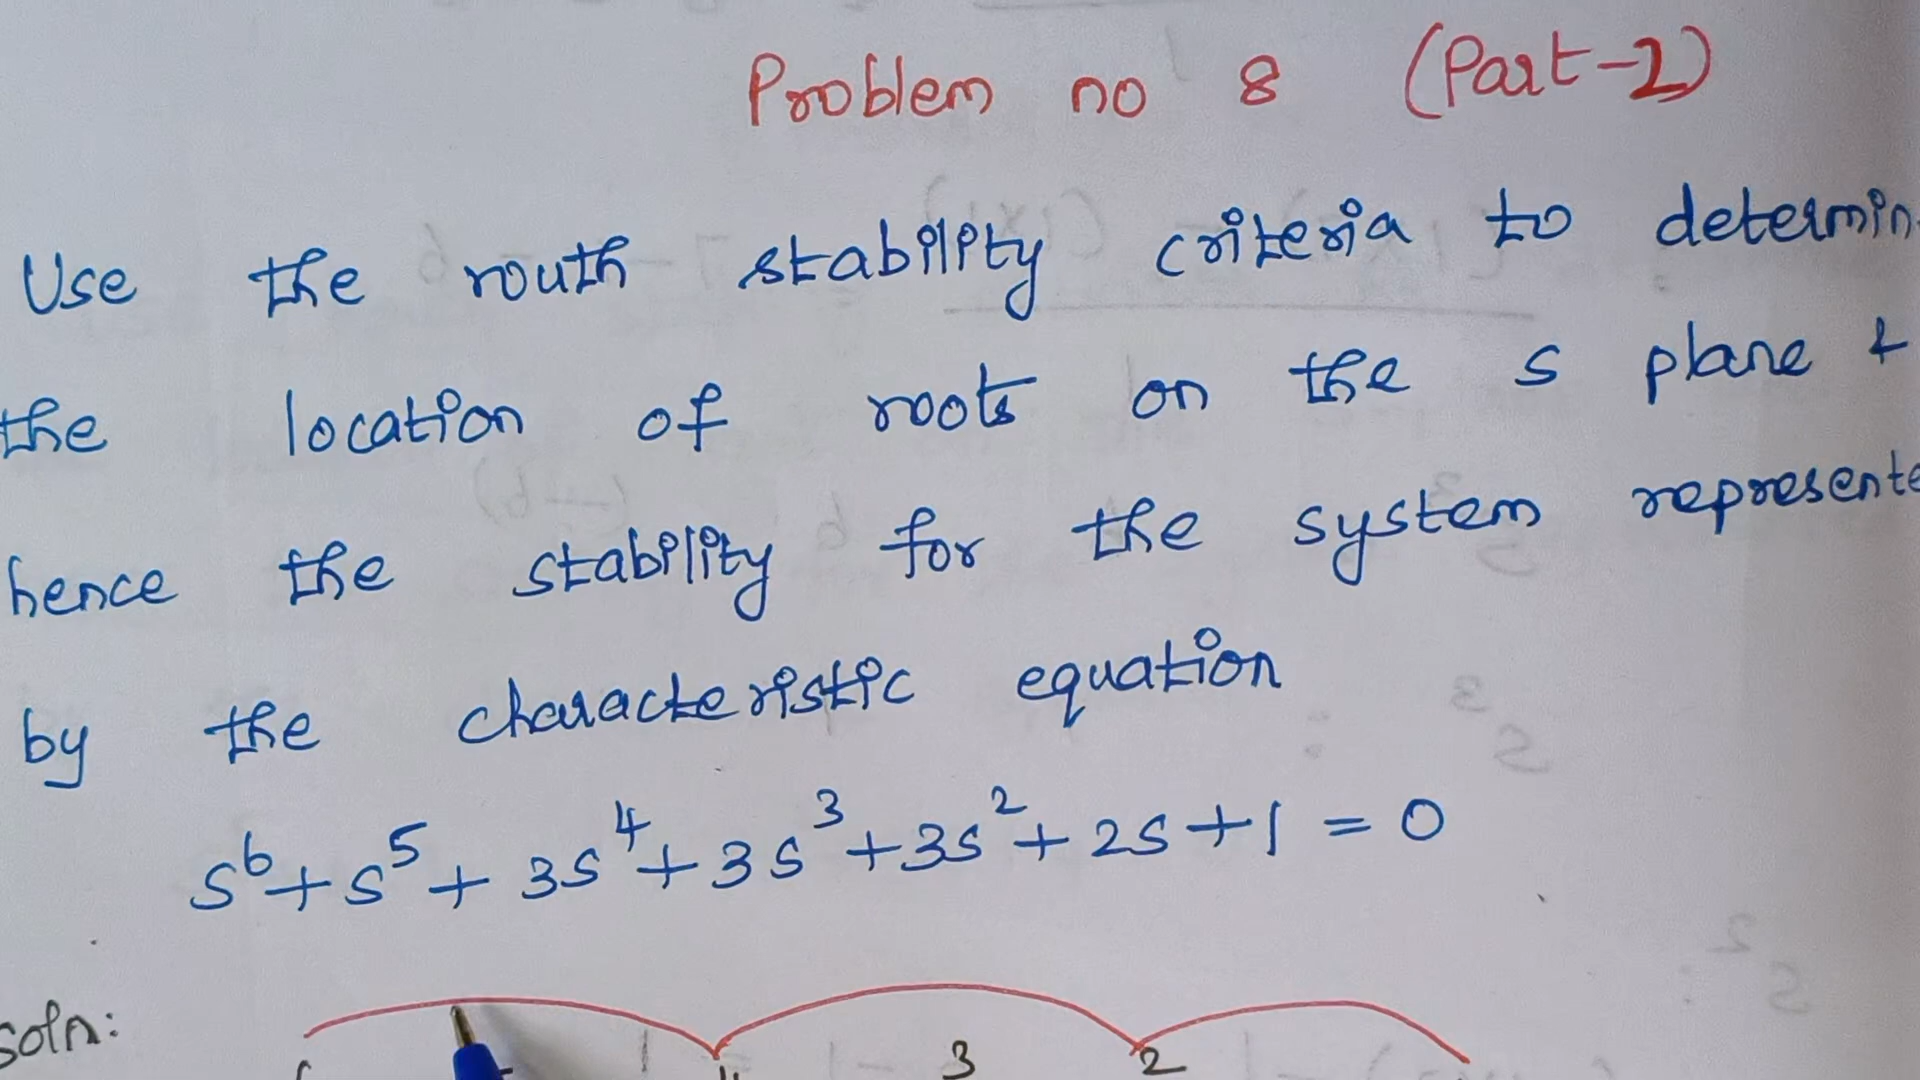 Problem no 8 (Part-2)
Use the routh stability criteria to determin
the location of roots on the s plane &
hence the stability for the system represente
by the characteristic equation
s⁶+s⁵+3s⁴+3s³+3s²+2s+1=0
soln:
3 2